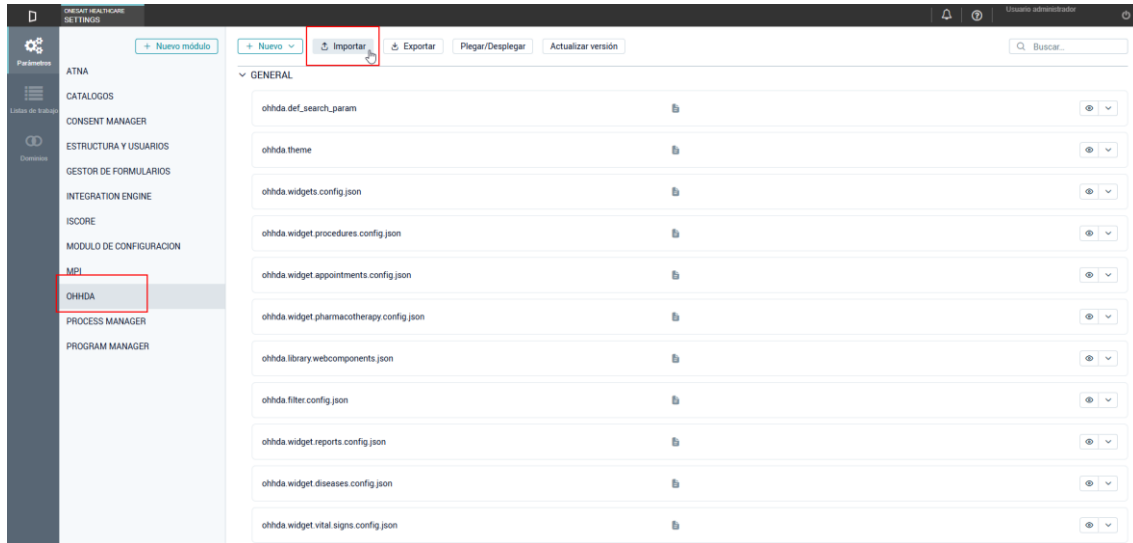 ONESAIT HEALTHCARE
SETTINGS
Usuario administrador
Parámetros
Listas de trabajo
Dominios
+ Nuevo módulo
ATNA
CATALOGOS
CONSENT MANAGER
ESTRUCTURA Y USUARIOS
GESTOR DE FORMULARIOS
INTEGRATION ENGINE
ISCORE
MODULO DE CONFIGURACION
MPI
OHHDA
PROCESS MANAGER
PROGRAM MANAGER
+ Nuevo Importar Exportar Plegar/Desplegar Actualizar versión Buscar...
GENERAL
ohhda.def_search_param
ohhda.theme
ohhda.widgets.config.json
ohhda.widget.procedures.config.json
ohhda.widget.appointments.config.json
ohhda.widget.pharmacotherapy.config.json
ohhda.library.webcomponents.json
ohhda.filter.config.json
ohhda.widget.reports.config.json
ohhda.widget.diseases.config.json
ohhda.widget.vital.signs.config.json